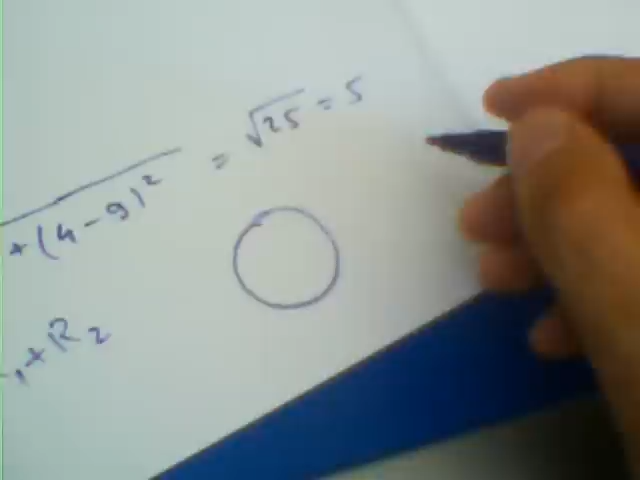 +(4-9)² = √25 = 5
+R₂